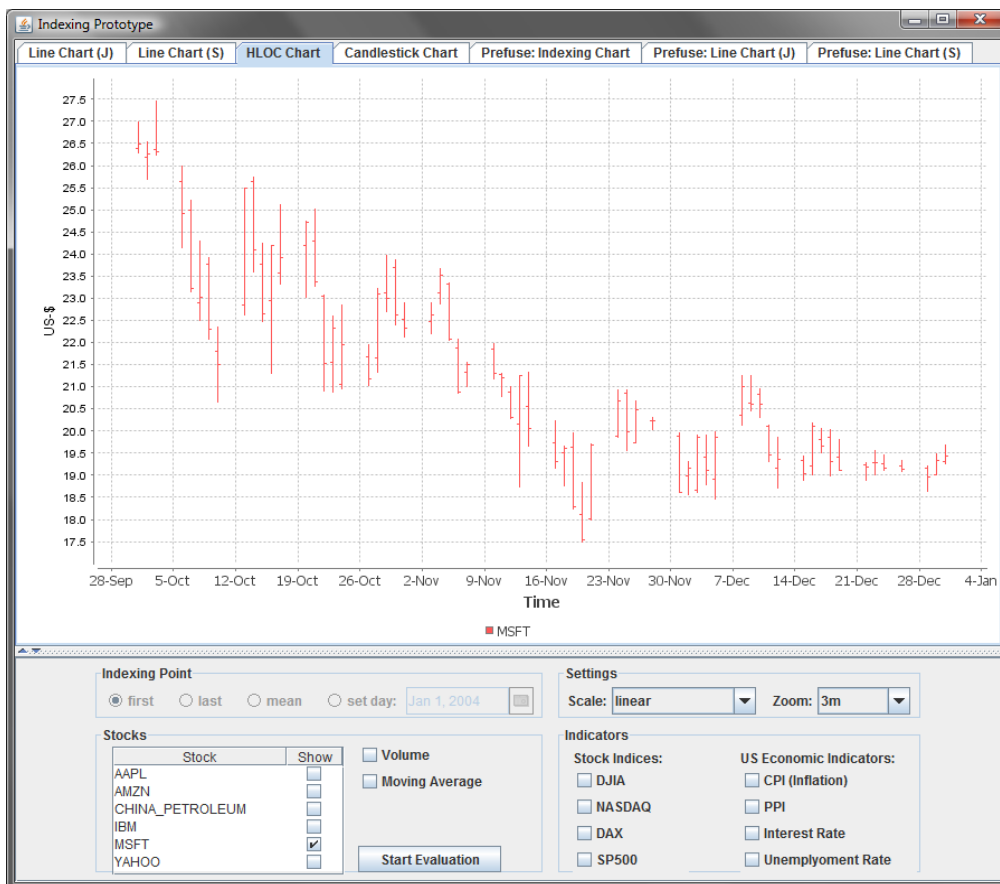 Indexing Prototype
Line Chart (J) Line Chart (S) HLOC Chart Candlestick Chart Prefuse: Indexing Chart Prefuse: Line Chart (J) Prefuse: Line Chart (S)
27.5
27.0
26.5
26.0
25.5
25.0
24.5
24.0
23.5
23.0
22.5
22.0
21.5
21.0
20.5
20.0
19.5
19.0
18.5
18.0
17.5
US-$
28-Sep 5-Oct 12-Oct 19-Oct 26-Oct 2-Nov 9-Nov 16-Nov 23-Nov 30-Nov 7-Dec 14-Dec 21-Dec 28-Dec 4-Jan
Time
MSFT
Indexing Point
first last mean set day: Jan 1, 2004
Settings
Scale: linear Zoom: 3m
Stocks
Stock Show
AAPL
AMZN
CHINA_PETROLEUM
IBM
MSFT
YAHOO
Volume
Moving Average
Start Evaluation
Indicators
Stock Indices:
DJIA
NASDAQ
DAX
SP500
US Economic Indicators:
CPI (Inflation)
PPI
Interest Rate
Unemplyoment Rate